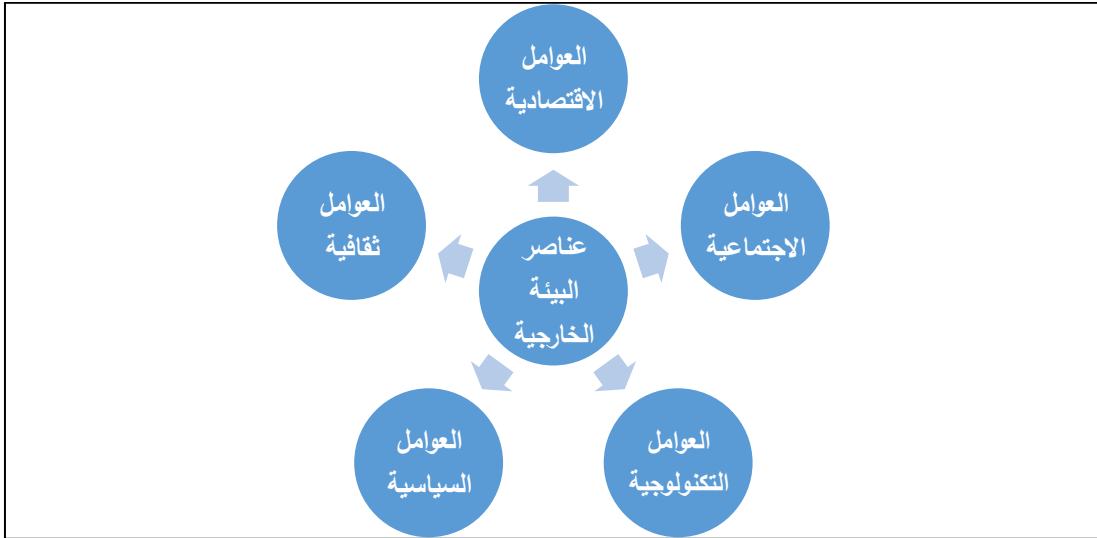 العوامل
الاقتصادية
العوامل
الاجتماعية
العوامل
ثقافية
عناصر
البيئة
الخارجية
العوامل
التكنولوجية
العوامل
السياسية